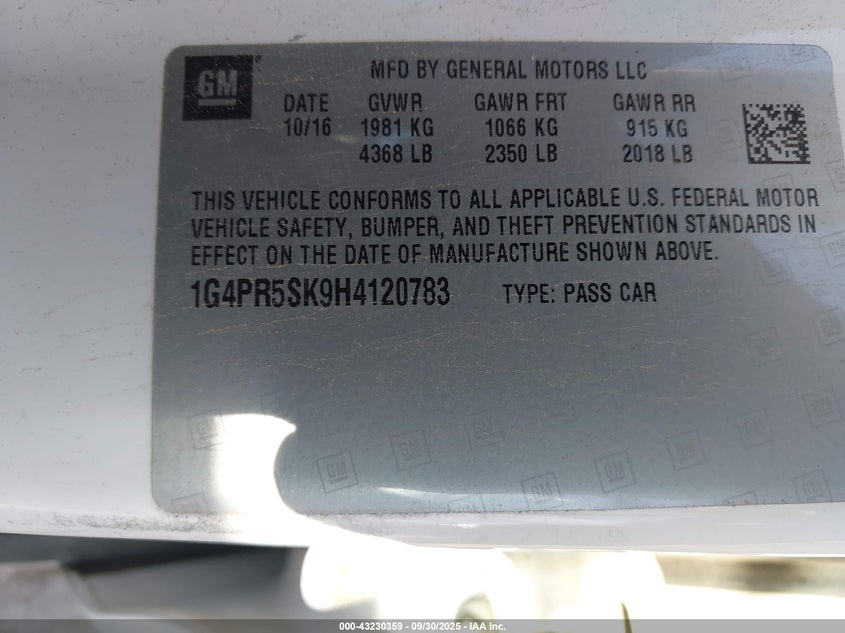 GM
MFD BY GENERAL MOTORS LLC
DATE GVWR GAWR FRT GAWR RR
10/16 1981 KG 1066 KG 915 KG
4368 LB 2350 LB 2018 LB
THIS VEHICLE CONFORMS TO ALL APPLICABLE U.S. FEDERAL MOTOR
VEHICLE SAFETY, BUMPER, AND THEFT PREVENTION STANDARDS IN
EFFECT ON THE DATE OF MANUFACTURE SHOWN ABOVE.
1G4PR5SK9H4120783 TYPE: PASS CAR
000-43230359 - 09/30/2025 - IAA Inc.